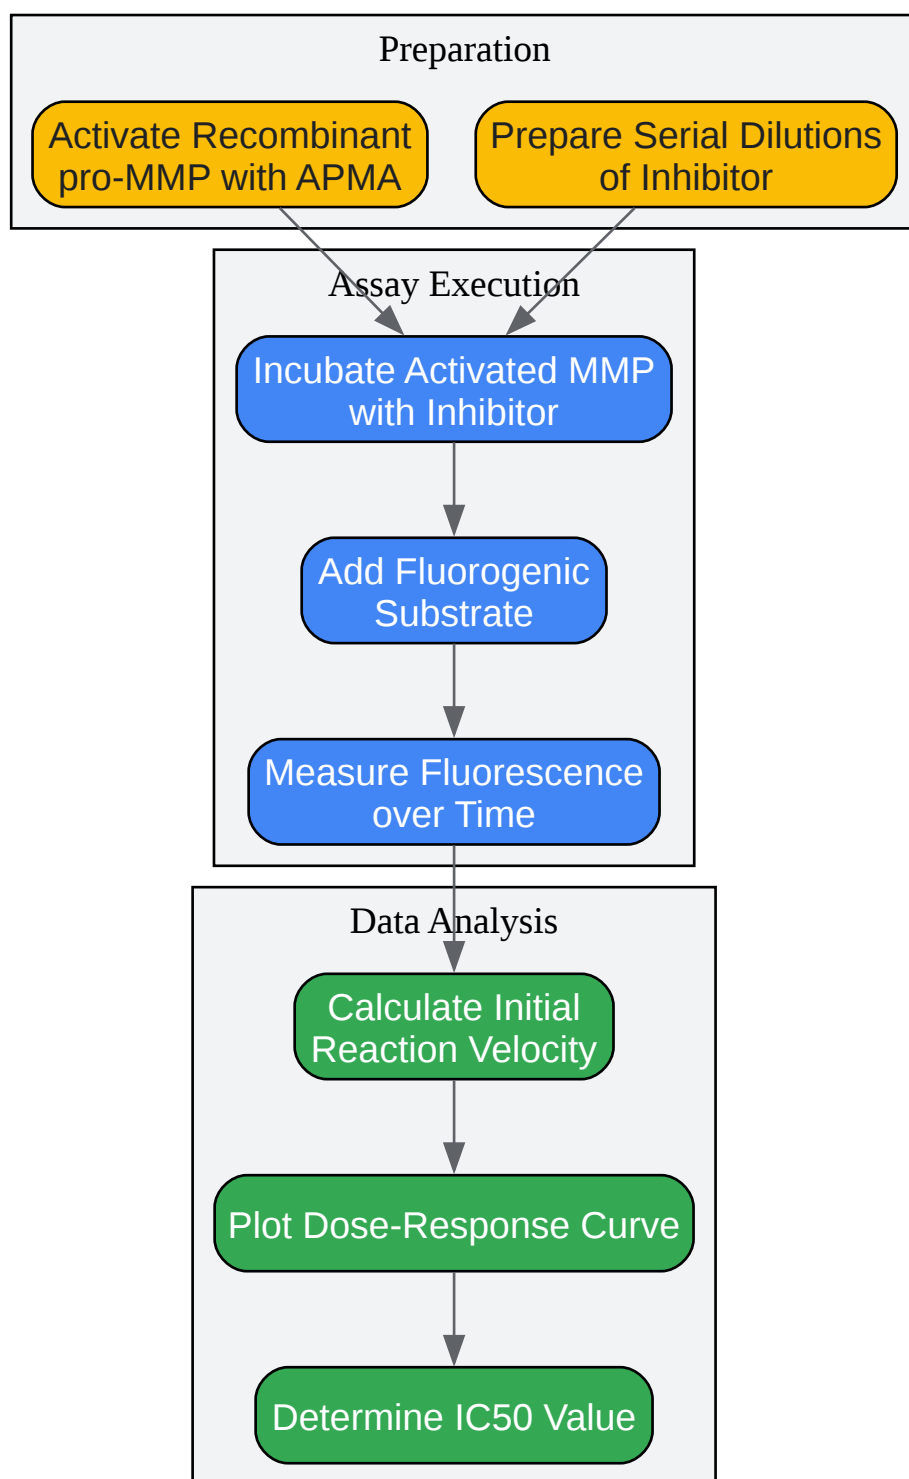 Preparation
Activate Recombinant
pro-MMP with APMA
Prepare Serial Dilutions
of Inhibitor
Assay Execution
Incubate Activated MMP
with Inhibitor
Add Fluorogenic
Substrate
Measure Fluorescence
over Time
Data Analysis
Calculate Initial
Reaction Velocity
Plot Dose-Response Curve
Determine IC50 Value